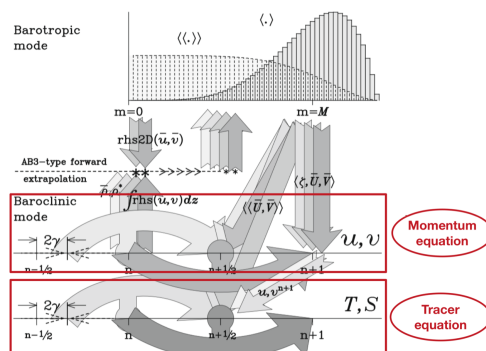 Barotropic mode
⟨⟨.⟩⟩
⟨.⟩
m=0
m=M
rhs2D(ū,v̄)
AB3-type forward extrapolation
** >>>>> **
ρ̄,ρ*
∫rhs(u,v)dz
⟨ζ,Ū,V̄⟩
⟨⟨Ū,V̄⟩⟩
Baroclinic mode
2γ
u,v
n−1/2
n
n+1/2
n+1
Momentum equation
u,vⁿ⁺¹
2γ
T,S
n−1/2
n
n+1/2
n+1
Tracer equation